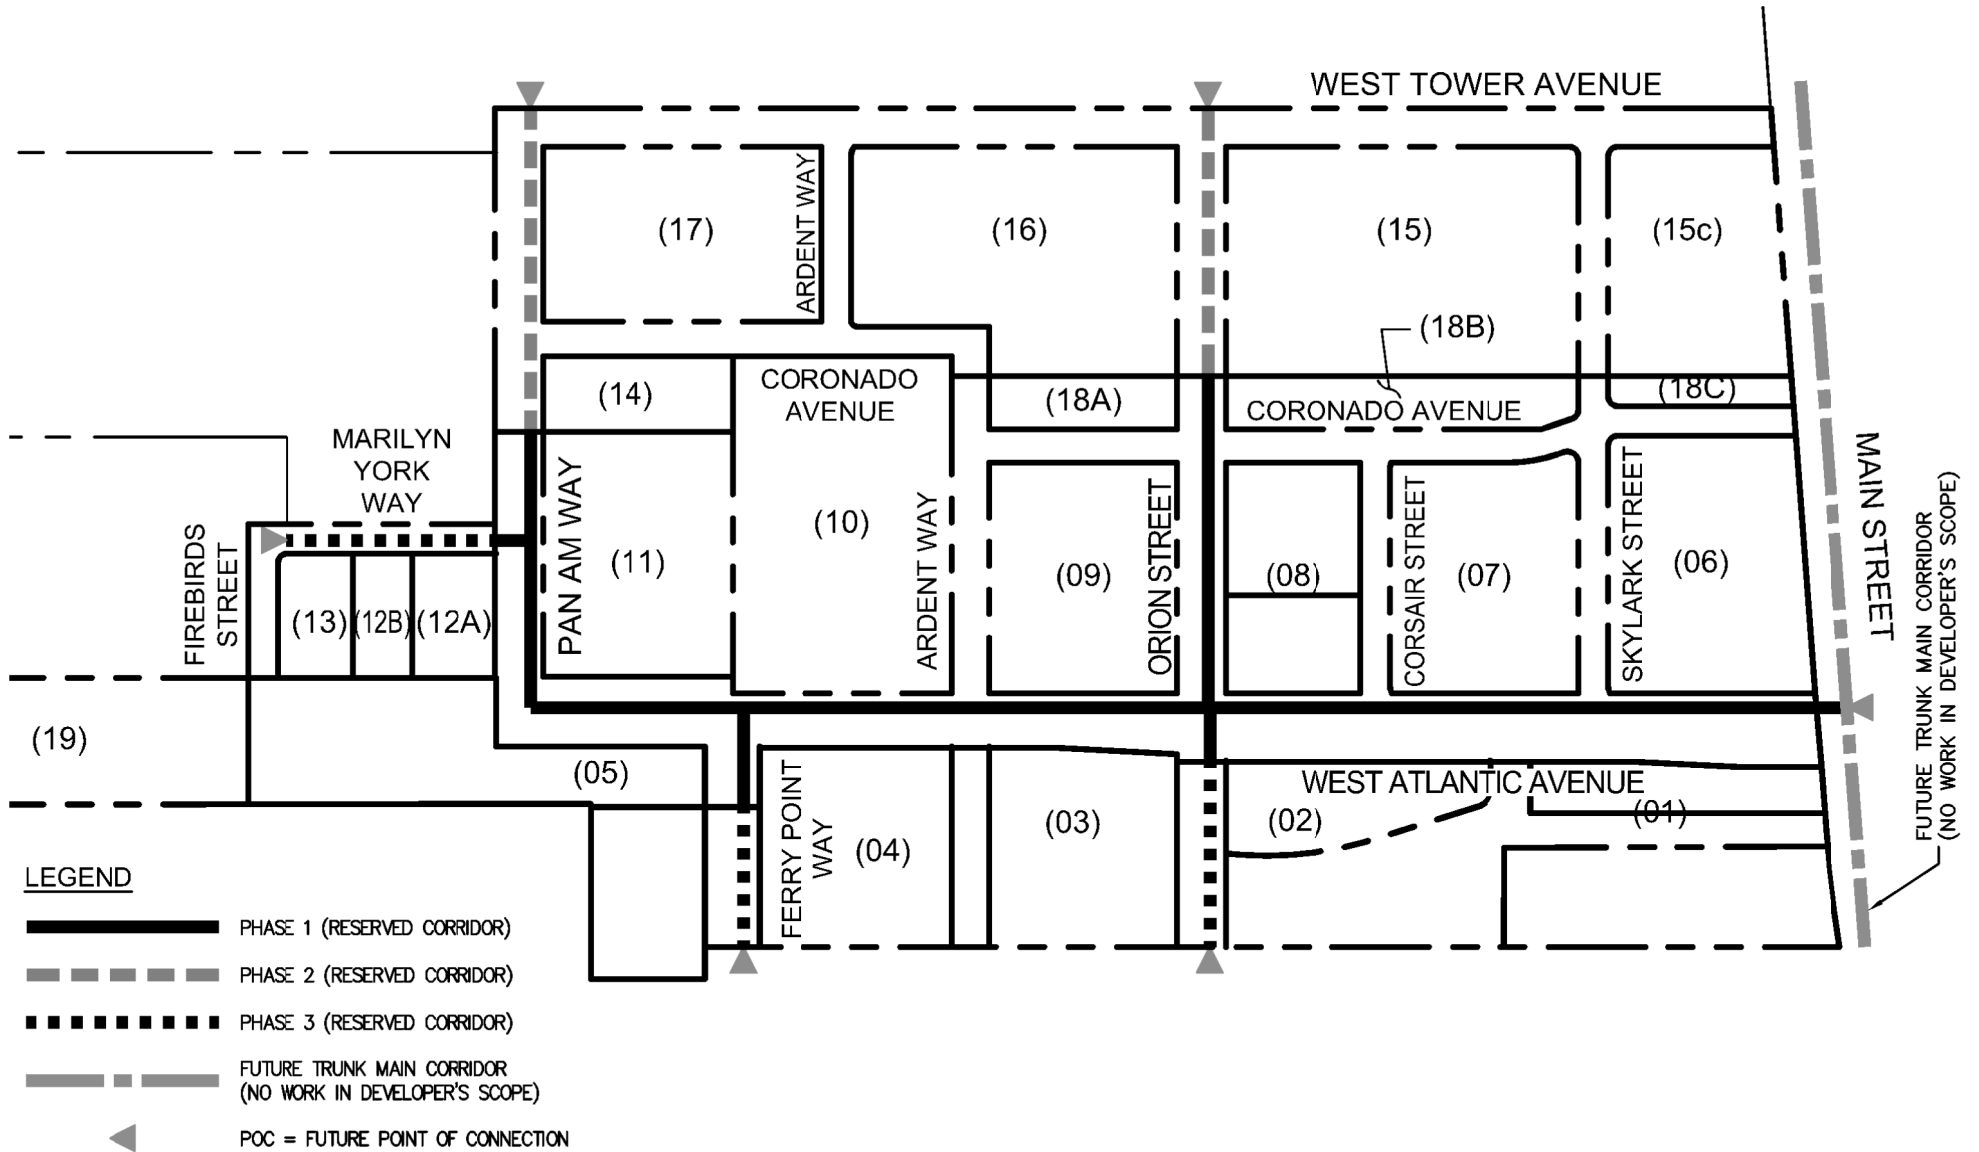 WEST TOWER AVENUE
(17)
ARDENT WAY
(16)
(15)
(15c)
(18B)
(14)
CORONADO
AVENUE
(18A)
CORONADO AVENUE
(18C)
MARILYN
YORK
WAY
FIREBIRDS
STREET
(13)
(12B)
(12A)
PAN AM WAY
(11)
(10)
ARDENT WAY
(09)
ORION STREET
(08)
CORSAIR STREET
(07)
SKYLARK STREET
(06)
MAIN STREET
FUTURE TRUNK MAIN CORRIDOR
(NO WORK IN DEVELOPER'S SCOPE)
(19)
(05)
FERRY POINT
WAY
(04)
(03)
(02)
WEST ATLANTIC AVENUE
(01)
LEGEND
PHASE 1 (RESERVED CORRIDOR)
PHASE 2 (RESERVED CORRIDOR)
PHASE 3 (RESERVED CORRIDOR)
FUTURE TRUNK MAIN CORRIDOR
(NO WORK IN DEVELOPER'S SCOPE)
POC = FUTURE POINT OF CONNECTION